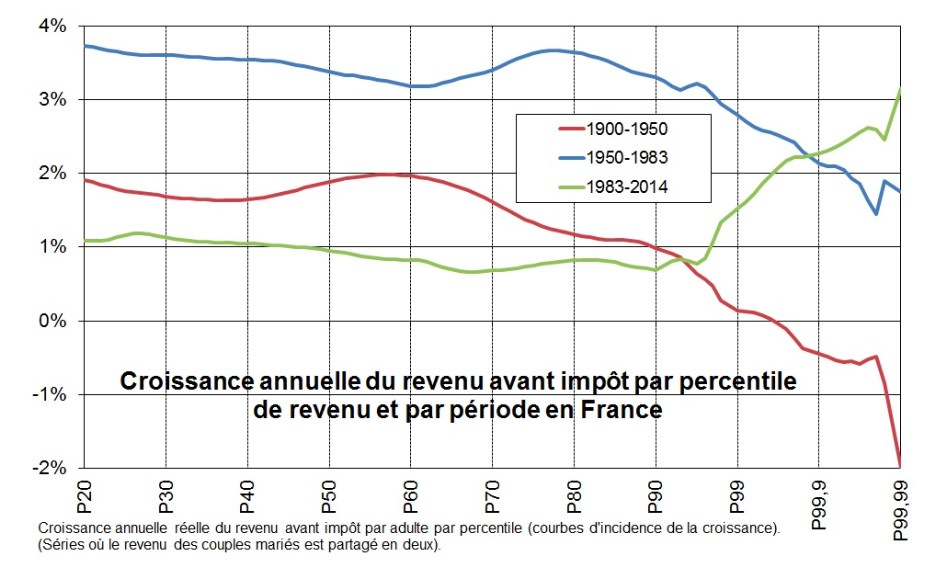 4%
3%
2%
1%
0%
-1%
-2%
1900-1950
1950-1983
1983-2014
Croissance annuelle du revenu avant impôt par percentile
de revenu et par période en France
P20
P30
P40
P50
P60
P70
P80
P90
P99
P99,9
P99,99
Croissance annuelle réelle du revenu avant impôt par adulte par percentile (courbes d'incidence de la croissance).
(Séries où le revenu des couples mariés est partagé en deux).